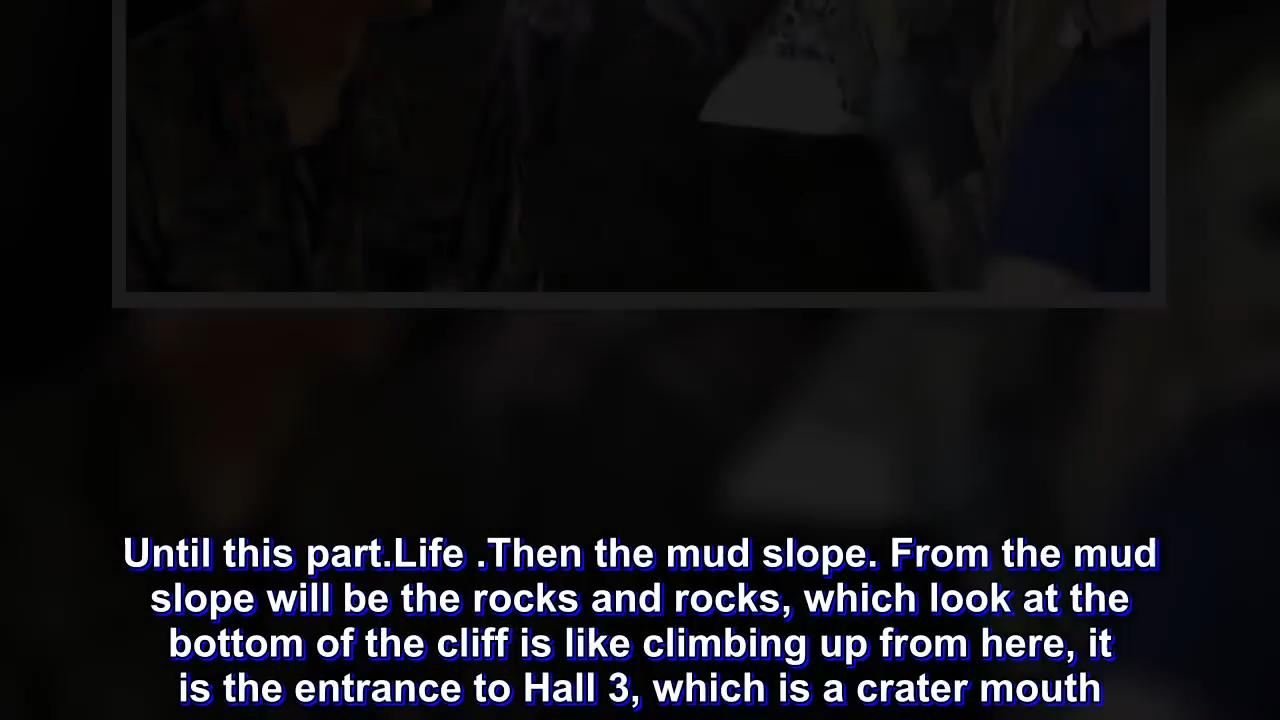 Until this part.Life .Then the mud slope. From the mud
slope will be the rocks and rocks, which look at the
bottom of the cliff is like climbing up from here, it
is the entrance to Hall 3, which is a crater mouth